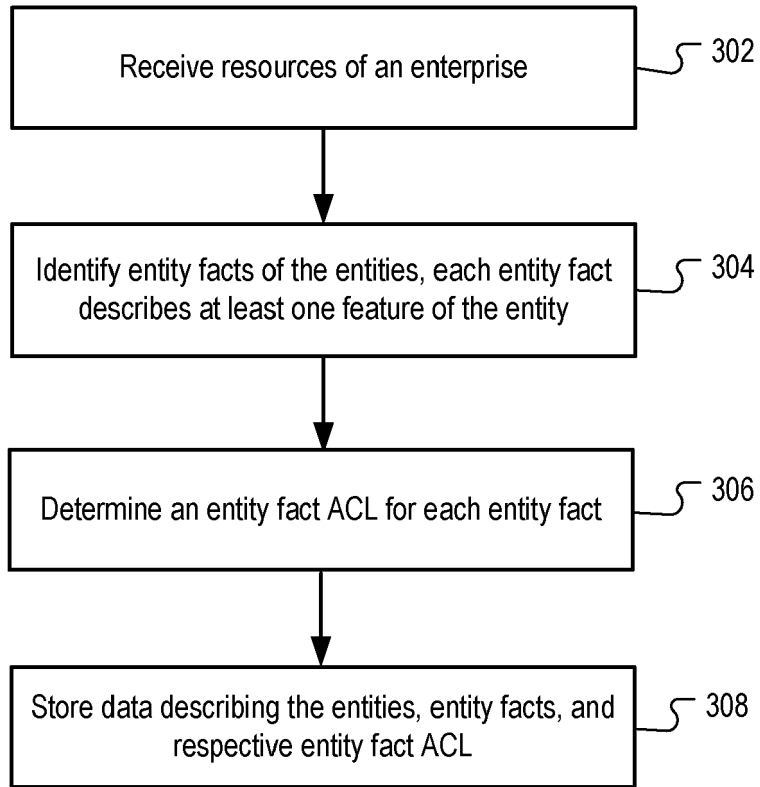 Receive resources of an enterprise
302
Identify entity facts of the entities, each entity fact
describes at least one feature of the entity
304
Determine an entity fact ACL for each entity fact
306
Store data describing the entities, entity facts, and
respective entity fact ACL
308